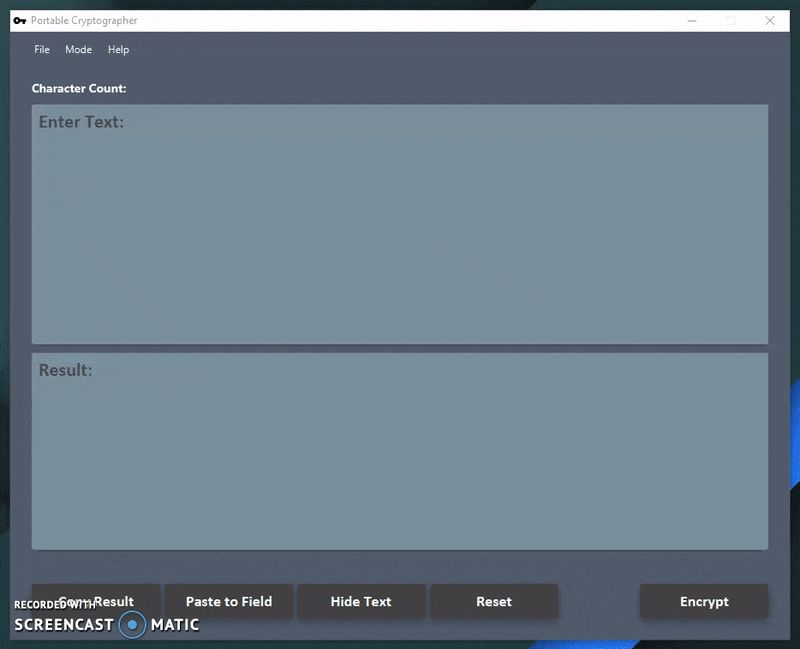 Portable Cryptographer
File Mode Help
Character Count:
Enter Text:
Result:
Copy Result Paste to Field Hide Text Reset Encrypt
RECORDED WITH
SCREENCAST MATIC